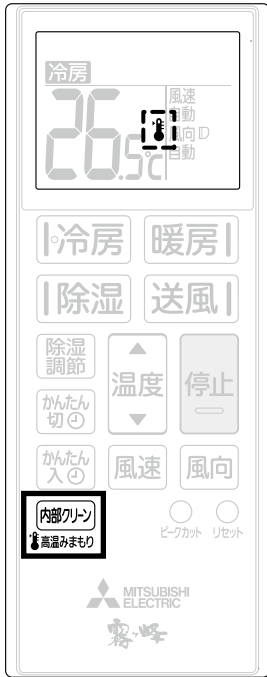 冷房
風速
自動
26.5℃
風向
自動
冷房 暖房
除湿 送風
除湿
調節
温度
停止
かんたん
切
かんたん
入
風速
風向
内部クリーン
高温みまもり
ピークカット リセット
MITSUBISHI
ELECTRIC
霧ヶ峰